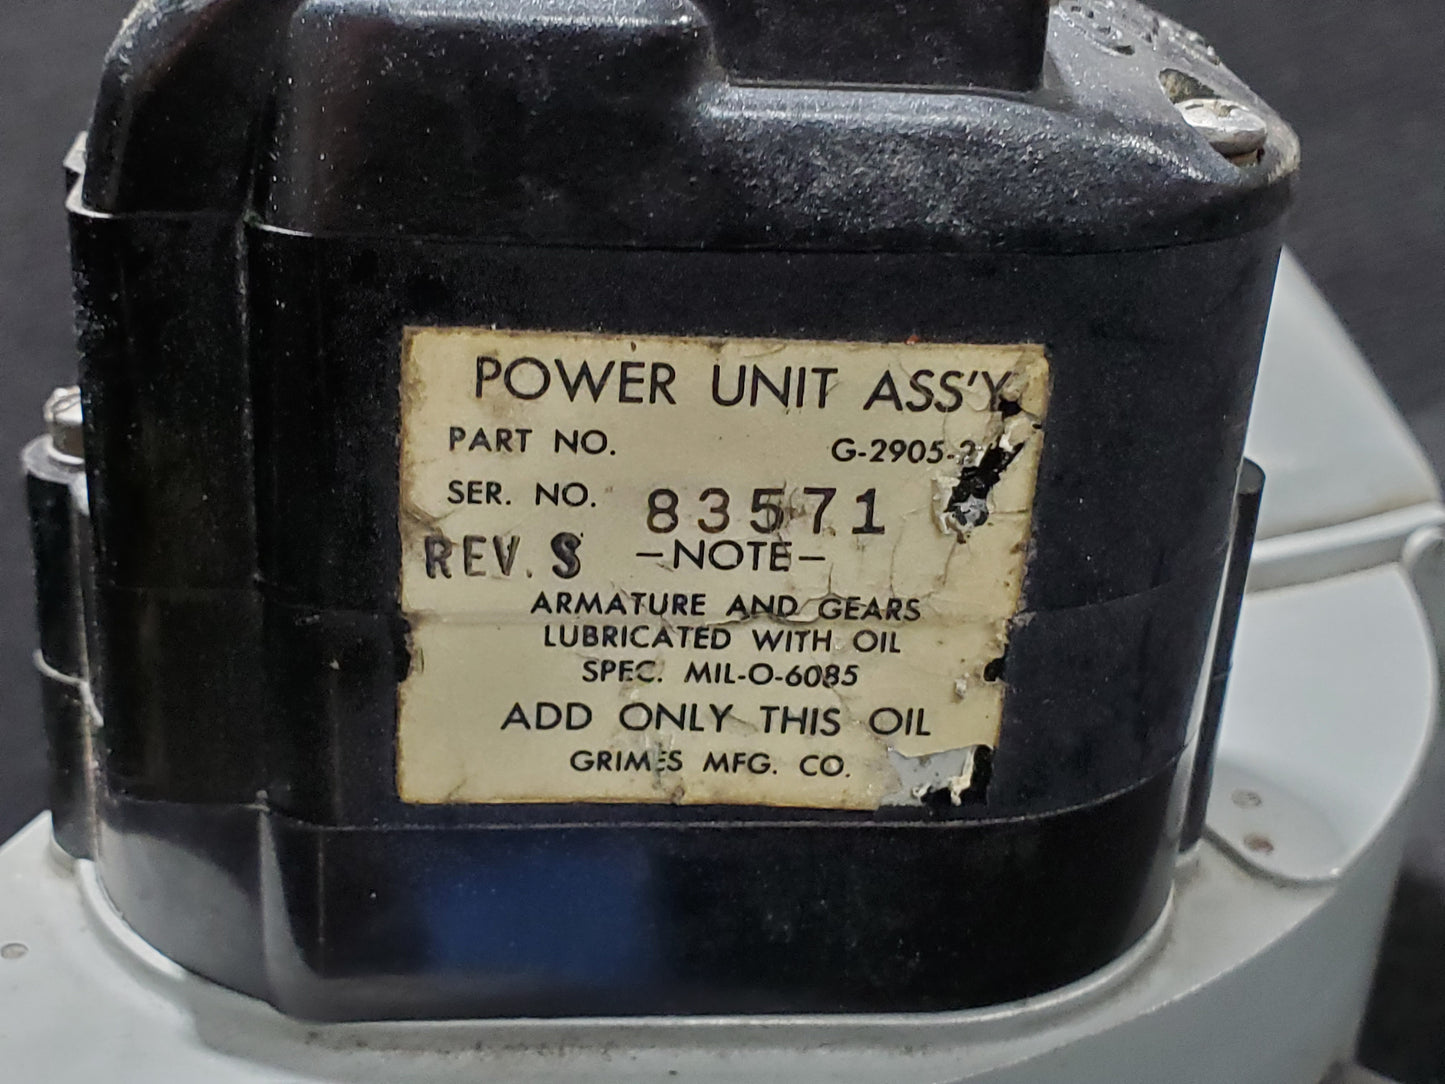 POWER UNIT ASS'Y
PART NO. G-2905-
SER. NO. 83571
REV. S -NOTE-
ARMATURE AND GEARS
LUBRICATED WITH OIL
SPEC. MIL-O-6085
ADD ONLY THIS OIL
GRIMES MFG. CO.